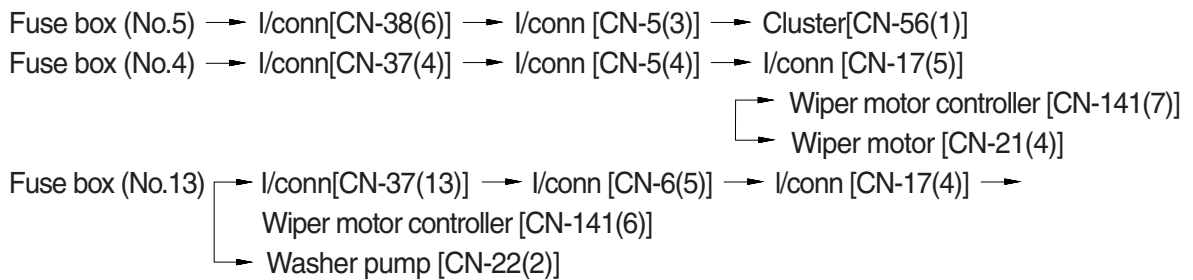 Fuse box (No.5) → I/conn[CN-38(6)] → I/conn [CN-5(3)] → Cluster[CN-56(1)]
Fuse box (No.4) → I/conn[CN-37(4)] → I/conn [CN-5(4)] → I/conn [CN-17(5)]
→ Wiper motor controller [CN-141(7)]
→ Wiper motor [CN-21(4)]
Fuse box (No.13) → I/conn[CN-37(13)] → I/conn [CN-6(5)] → I/conn [CN-17(4)] →
Wiper motor controller [CN-141(6)]
→ Washer pump [CN-22(2)]